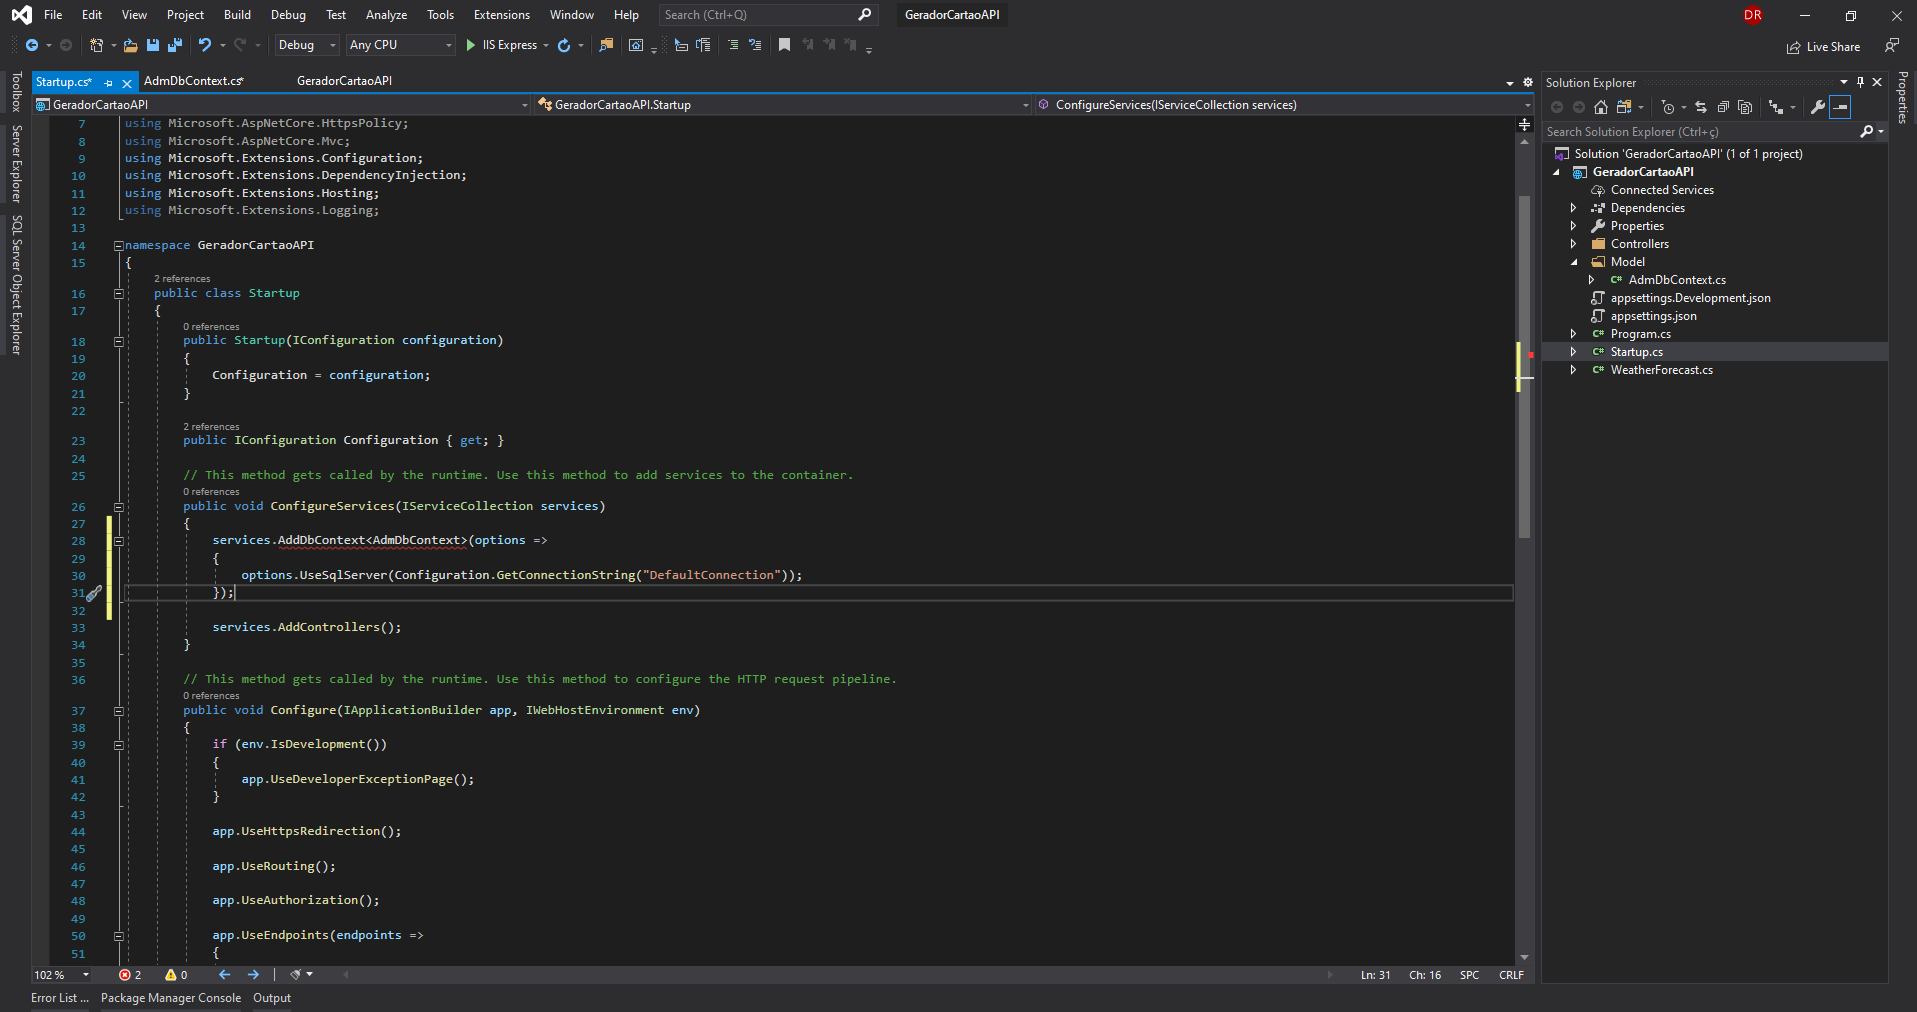 File Edit View Project Build Debug Test Analyze Tools Extensions Window Help Search (Ctrl+Q) GeradorCartaoAPI DR
Debug Any CPU IIS Express Live Share
Startup.cs* AdmDbContext.cs* GeradorCartaoAPI
GeradorCartaoAPI GeradorCartaoAPI.Startup ConfigureServices(IServiceCollection services)
Toolbox
Server Explorer
SQL Server Object Explorer
7 using Microsoft.AspNetCore.HttpsPolicy;
8 using Microsoft.AspNetCore.Mvc;
9 using Microsoft.Extensions.Configuration;
10 using Microsoft.Extensions.DependencyInjection;
11 using Microsoft.Extensions.Hosting;
12 using Microsoft.Extensions.Logging;
13
14 namespace GeradorCartaoAPI
15 {
2 references
16 public class Startup
17 {
0 references
18 public Startup(IConfiguration configuration)
19 {
20 Configuration = configuration;
21 }
22
2 references
23 public IConfiguration Configuration { get; }
24
25 // This method gets called by the runtime. Use this method to add services to the container.
0 references
26 public void ConfigureServices(IServiceCollection services)
27 {
28 services.AddDbContext<AdmDbContext>(options =>
29 {
30 options.UseSqlServer(Configuration.GetConnectionString("DefaultConnection"));
31 });
32
33 services.AddControllers();
34 }
35
36 // This method gets called by the runtime. Use this method to configure the HTTP request pipeline.
0 references
37 public void Configure(IApplicationBuilder app, IWebHostEnvironment env)
38 {
39 if (env.IsDevelopment())
40 {
41 app.UseDeveloperExceptionPage();
42 }
43
44 app.UseHttpsRedirection();
45
46 app.UseRouting();
47
48 app.UseAuthorization();
49
50 app.UseEndpoints(endpoints =>
51 {
102 % 2 0 Ln: 31 Ch: 16 SPC CRLF
Error List ... Package Manager Console Output
Solution Explorer
Search Solution Explorer (Ctrl+ç)
Solution 'GeradorCartaoAPI' (1 of 1 project)
GeradorCartaoAPI
Connected Services
Dependencies
Properties
Controllers
Model
C# AdmDbContext.cs
appsettings.Development.json
appsettings.json
C# Program.cs
C# Startup.cs
C# WeatherForecast.cs
Properties